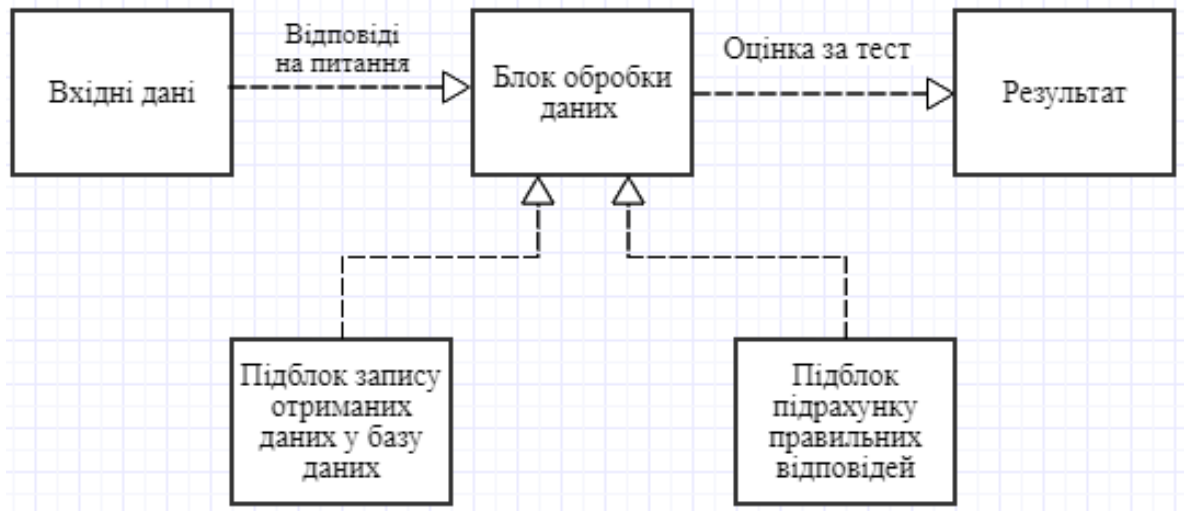 Вхідні дані
Відповіді
на питання
Блок обробки
даних
Оцінка за тест
Результат
Підблок запису
отриманих
даних у базу
даних
Підблок
підрахунку
правильних
відповідей